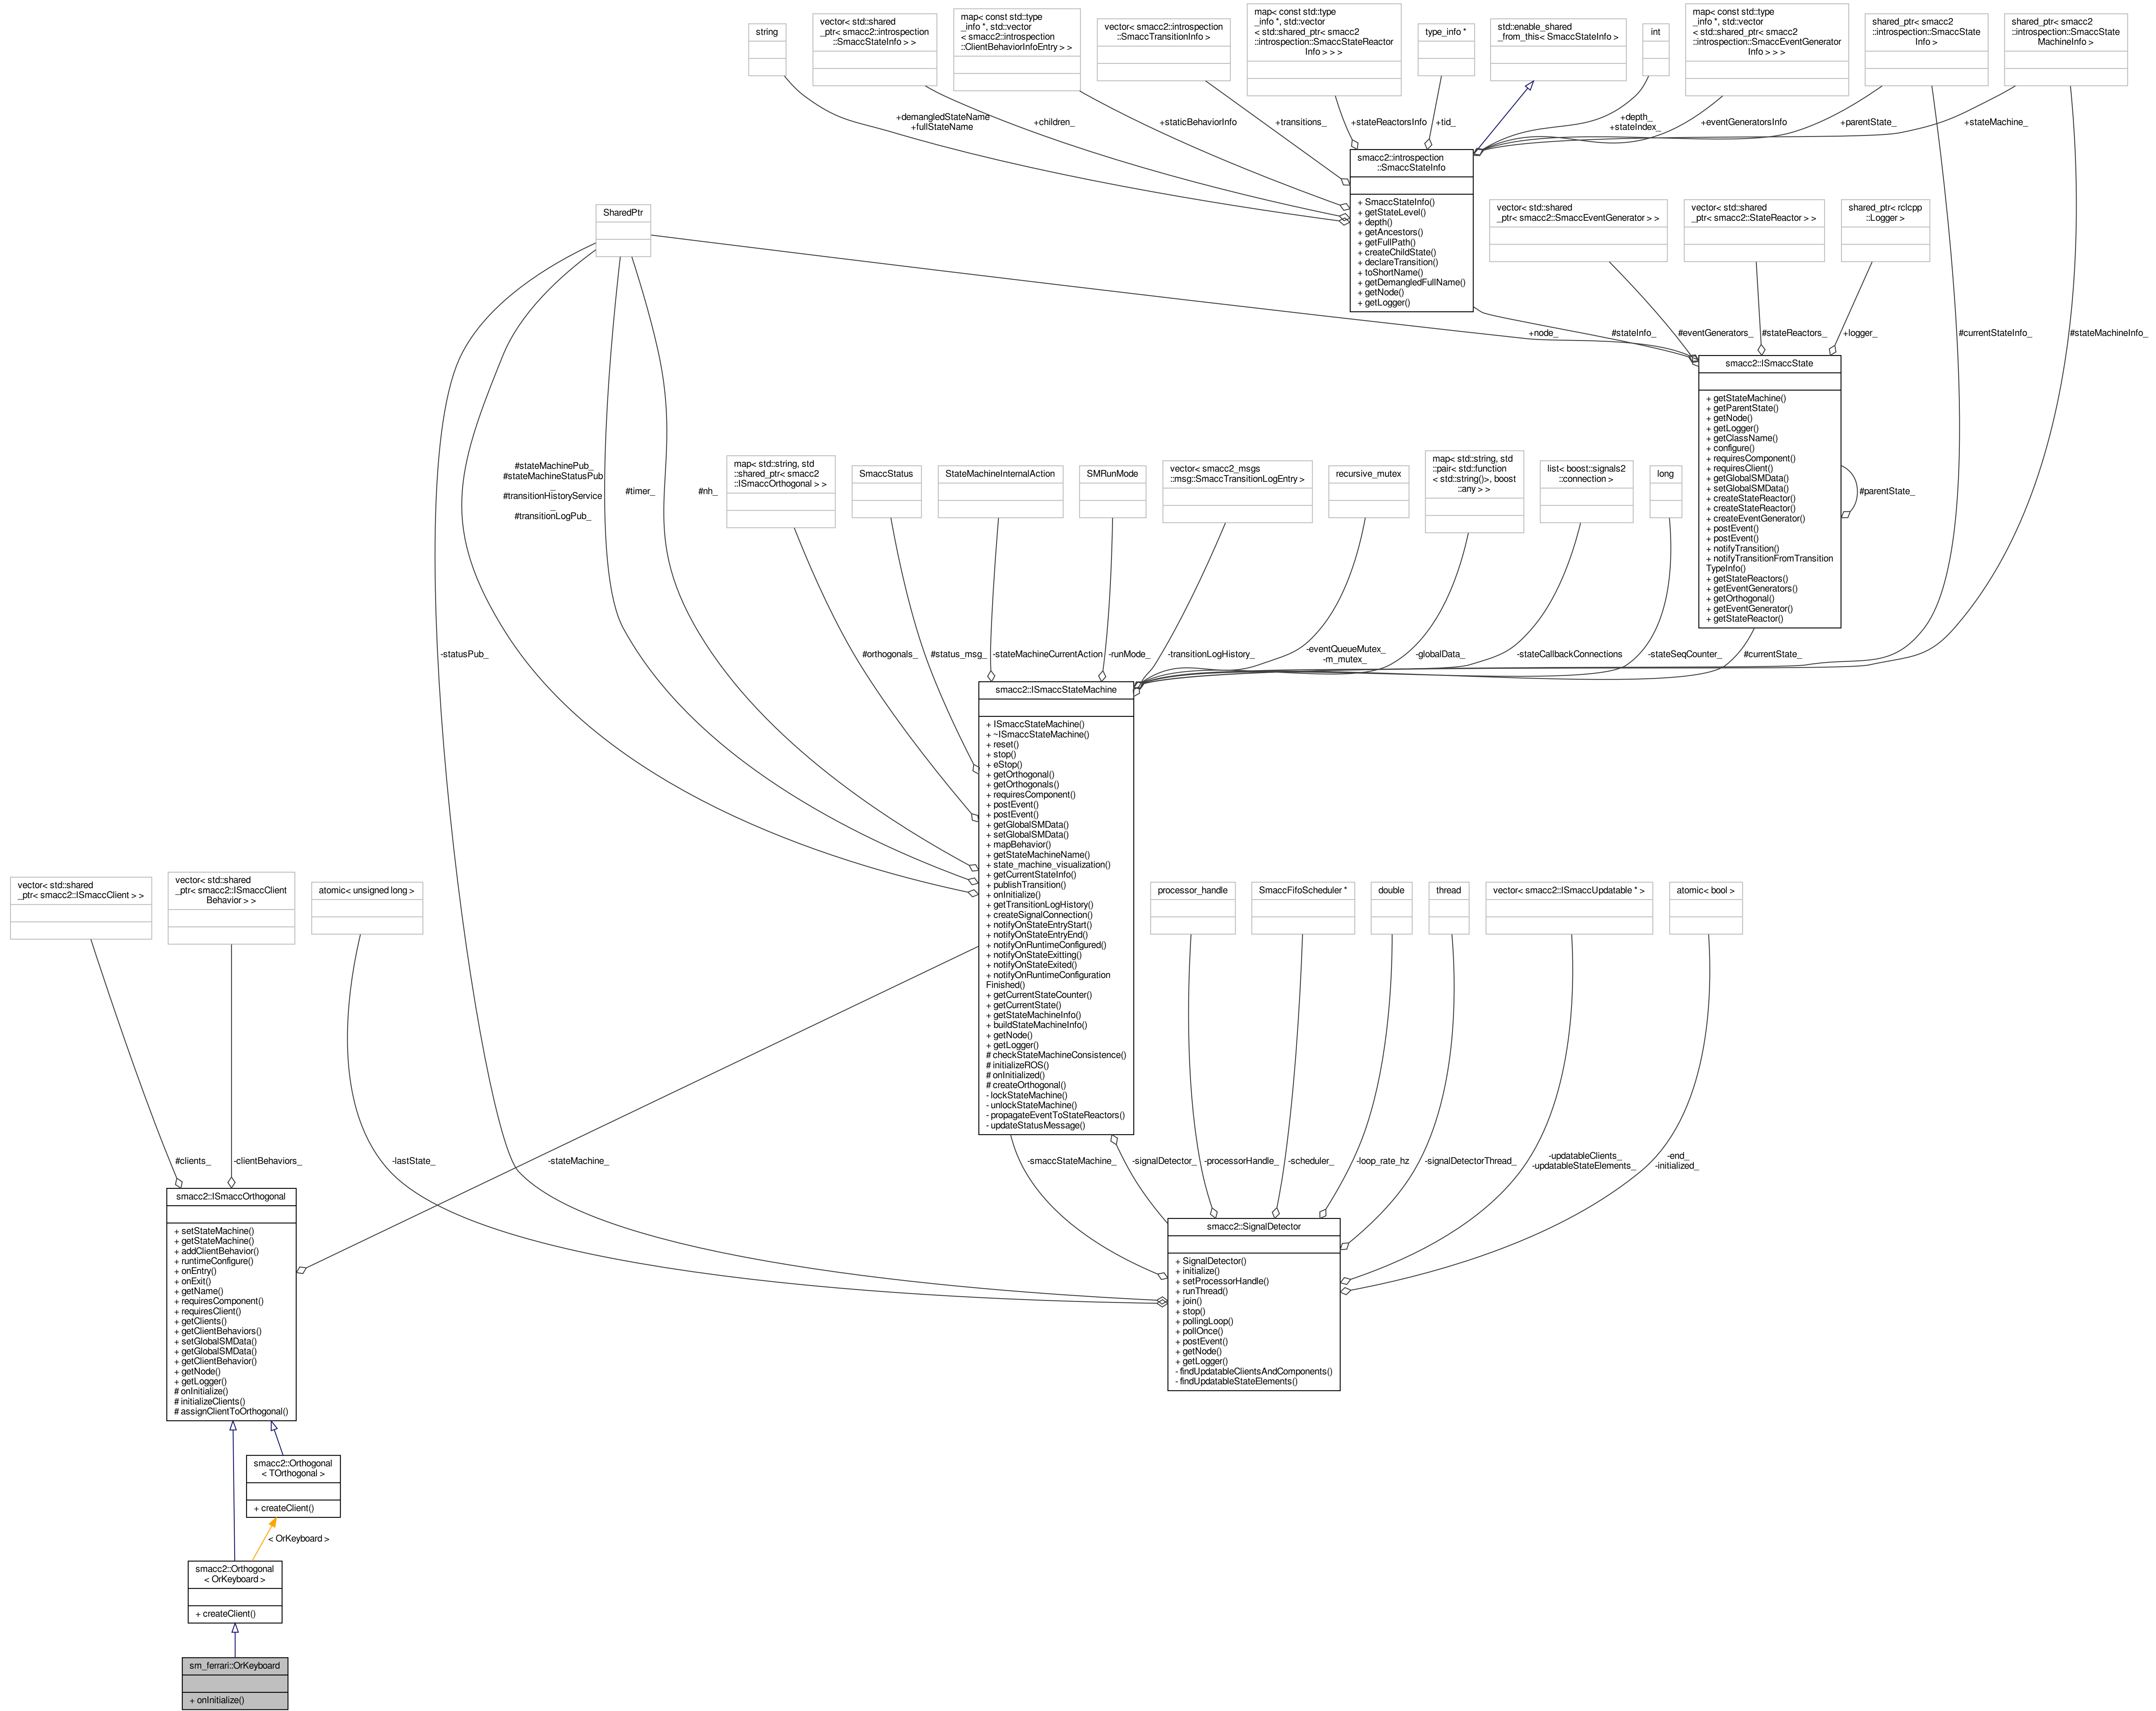 string
vector< std::shared
_ptr< smacc2::introspection
::SmaccStateInfo > >
map< const std::type
_info *, std::vector
< smacc2::introspection
::ClientBehaviorInfoEntry > >
vector< smacc2::introspection
::SmaccTransitionInfo >
map< const std::type
_info *, std::vector
< std::shared_ptr< smacc2
::introspection::SmaccStateReactor
Info > > >
type_info *
std::enable_shared
_from_this< SmaccStateInfo >
int
map< const std::type
_info *, std::vector
< std::shared_ptr< smacc2
::introspection::SmaccEventGenerator
Info > > >
shared_ptr< smacc2
::introspection::SmaccState
Info >
shared_ptr< smacc2
::introspection::SmaccState
MachineInfo >
+demangledStateName
+fullStateName
+children_
+staticBehaviorInfo
+transitions_
+stateReactorsInfo
+tid_
+depth_
+stateIndex_
+eventGeneratorsInfo
+parentState_
+stateMachine_
smacc2::introspection
::SmaccStateInfo
+ SmaccStateInfo()
+ getStateLevel()
+ depth()
+ getAncestors()
+ getFullPath()
+ createChildState()
+ declareTransition()
+ toShortName()
+ getDemangledFullName()
+ getNode()
+ getLogger()
SharedPtr
vector< std::shared
_ptr< smacc2::SmaccEventGenerator > >
vector< std::shared
_ptr< smacc2::StateReactor > >
shared_ptr< rclcpp
::Logger >
+node_
#stateInfo_
#eventGenerators_
#stateReactors_
+logger_
#currentStateInfo_
#stateMachineInfo_
smacc2::ISmaccState
+ getStateMachine()
+ getParentState()
+ getNode()
+ getLogger()
+ getClassName()
+ configure()
+ requiresComponent()
+ requiresClient()
+ getGlobalSMData()
+ setGlobalSMData()
+ createStateReactor()
+ createStateReactor()
+ createEventGenerator()
+ postEvent()
+ postEvent()
+ notifyTransition()
+ notifyTransitionFromTransition
TypeInfo()
+ getStateReactors()
+ getEventGenerators()
+ getOrthogonal()
+ getEventGenerator()
+ getStateReactor()
#parentState_
#stateMachinePub_
#stateMachineStatusPub
_
#transitionHistoryService
_
#transitionLogPub_
#timer_
#nh_
map< std::string, std
::shared_ptr< smacc2
::ISmaccOrthogonal > >
SmaccStatus
StateMachineInternalAction
SMRunMode
vector< smacc2_msgs
::msg::SmaccTransitionLogEntry >
recursive_mutex
map< std::string, std
::pair< std::function
< std::string()>, boost
::any > >
list< boost::signals2
::connection >
long
-statusPub_
#orthogonals_
#status_msg_
-stateMachineCurrentAction
-runMode_
-transitionLogHistory_
-eventQueueMutex_
-m_mutex_
-globalData_
-stateCallbackConnections
-stateSeqCounter_
#currentState_
smacc2::ISmaccStateMachine
+ ISmaccStateMachine()
+ ~ISmaccStateMachine()
+ reset()
+ stop()
+ eStop()
+ getOrthogonal()
+ getOrthogonals()
+ requiresComponent()
+ postEvent()
+ postEvent()
+ getGlobalSMData()
+ setGlobalSMData()
+ mapBehavior()
+ getStateMachineName()
+ state_machine_visualization()
+ getCurrentStateInfo()
+ publishTransition()
+ onInitialize()
+ getTransitionLogHistory()
+ createSignalConnection()
+ notifyOnStateEntryStart()
+ notifyOnStateEntryEnd()
+ notifyOnRuntimeConfigured()
+ notifyOnStateExitting()
+ notifyOnStateExited()
+ notifyOnRuntimeConfiguration
Finished()
+ getCurrentStateCounter()
+ getCurrentState()
+ getStateMachineInfo()
+ buildStateMachineInfo()
+ getNode()
+ getLogger()
# checkStateMachineConsistence()
# initializeROS()
# onInitialized()
# createOrthogonal()
- lockStateMachine()
- unlockStateMachine()
- propagateEventToStateReactors()
- updateStatusMessage()
vector< std::shared
_ptr< smacc2::ISmaccClient > >
vector< std::shared
_ptr< smacc2::ISmaccClient
Behavior > >
atomic< unsigned long >
processor_handle
SmaccFifoScheduler *
double
thread
vector< smacc2::ISmaccUpdatable * >
atomic< bool >
#clients_
-clientBehaviors_
-lastState_
-stateMachine_
-smaccStateMachine_
-signalDetector_
-processorHandle_
-scheduler_
-loop_rate_hz
-signalDetectorThread_
-updatableClients_
-updatableStateElements_
-end_
-initialized_
smacc2::ISmaccOrthogonal
+ setStateMachine()
+ getStateMachine()
+ addClientBehavior()
+ runtimeConfigure()
+ onEntry()
+ onExit()
+ getName()
+ requiresComponent()
+ requiresClient()
+ getClients()
+ getClientBehaviors()
+ setGlobalSMData()
+ getGlobalSMData()
+ getClientBehavior()
+ getNode()
+ getLogger()
# onInitialize()
# initializeClients()
# assignClientToOrthogonal()
smacc2::SignalDetector
+ SignalDetector()
+ initialize()
+ setProcessorHandle()
+ runThread()
+ join()
+ stop()
+ pollingLoop()
+ pollOnce()
+ postEvent()
+ getNode()
+ getLogger()
- findUpdatableClientsAndComponents()
- findUpdatableStateElements()
smacc2::Orthogonal
< TOrthogonal >
+ createClient()
< OrKeyboard >
smacc2::Orthogonal
< OrKeyboard >
+ createClient()
sm_ferrari::OrKeyboard
+ onInitialize()